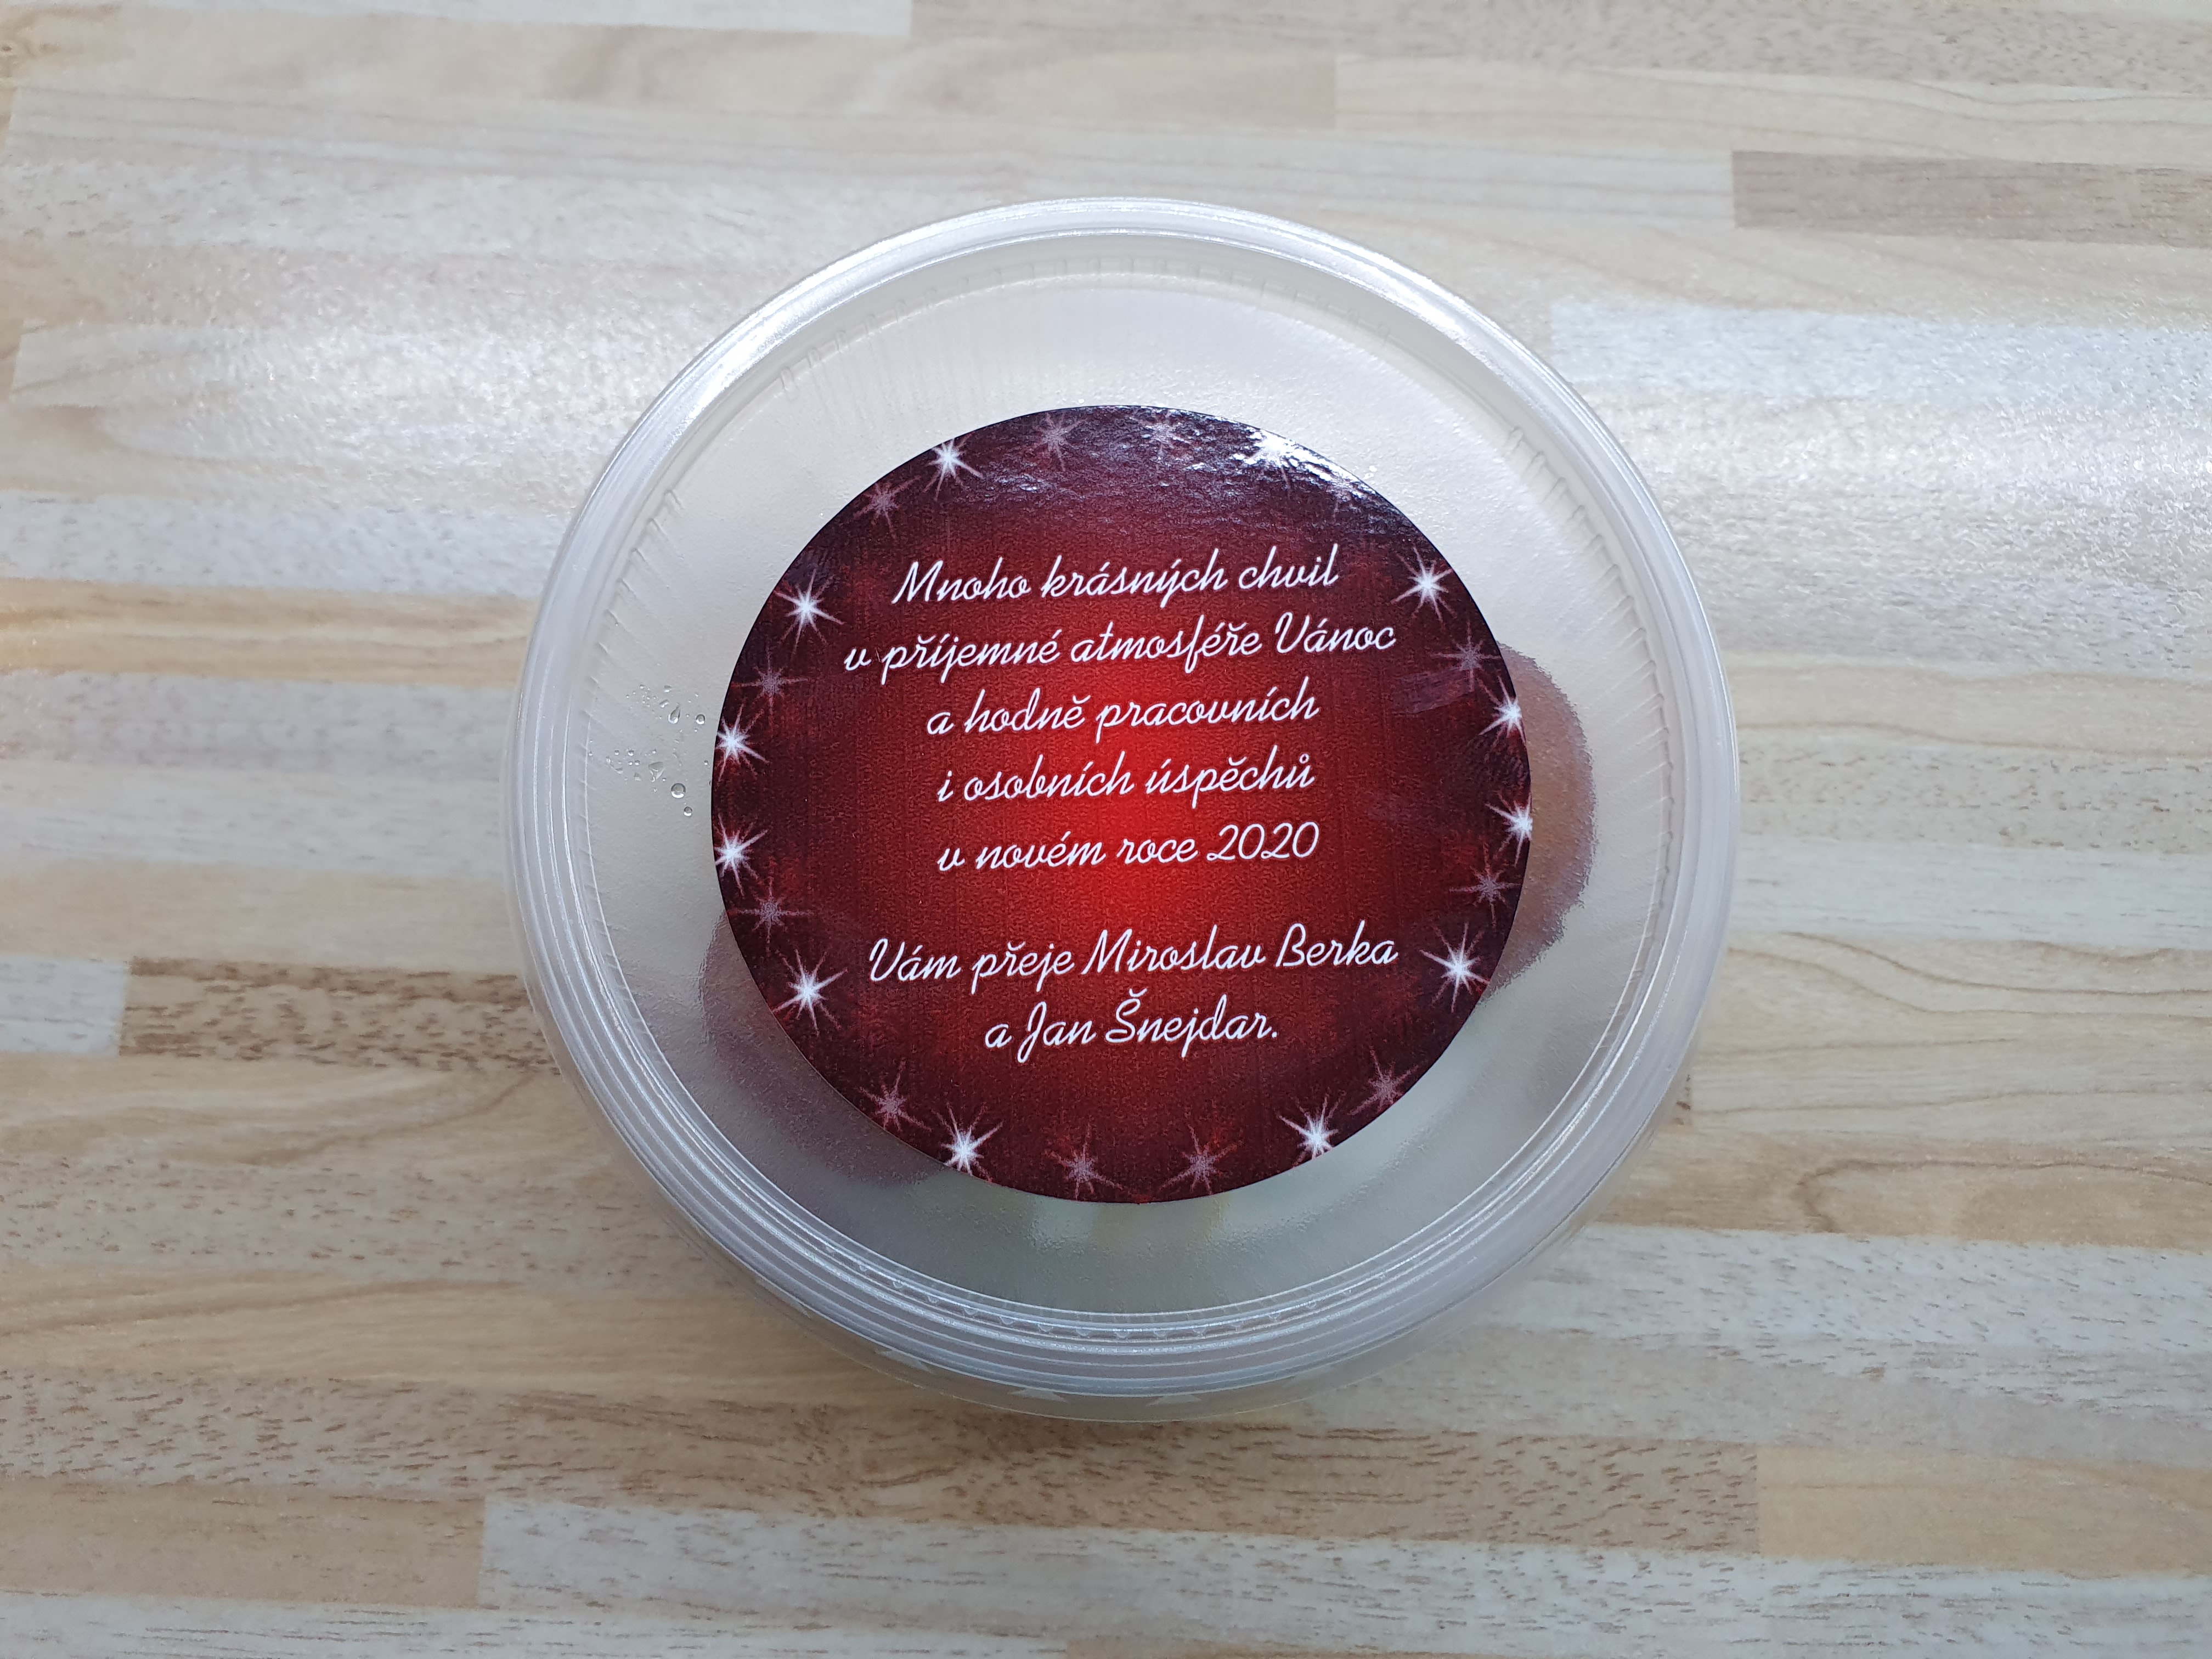 Mnoho krásných chvil
v příjemné atmosféře Vánoc
a hodně pracovních
i osobních úspěchů
v novém roce 2020
Vám přeje Miroslav Berka
a Jan Šnejdar.